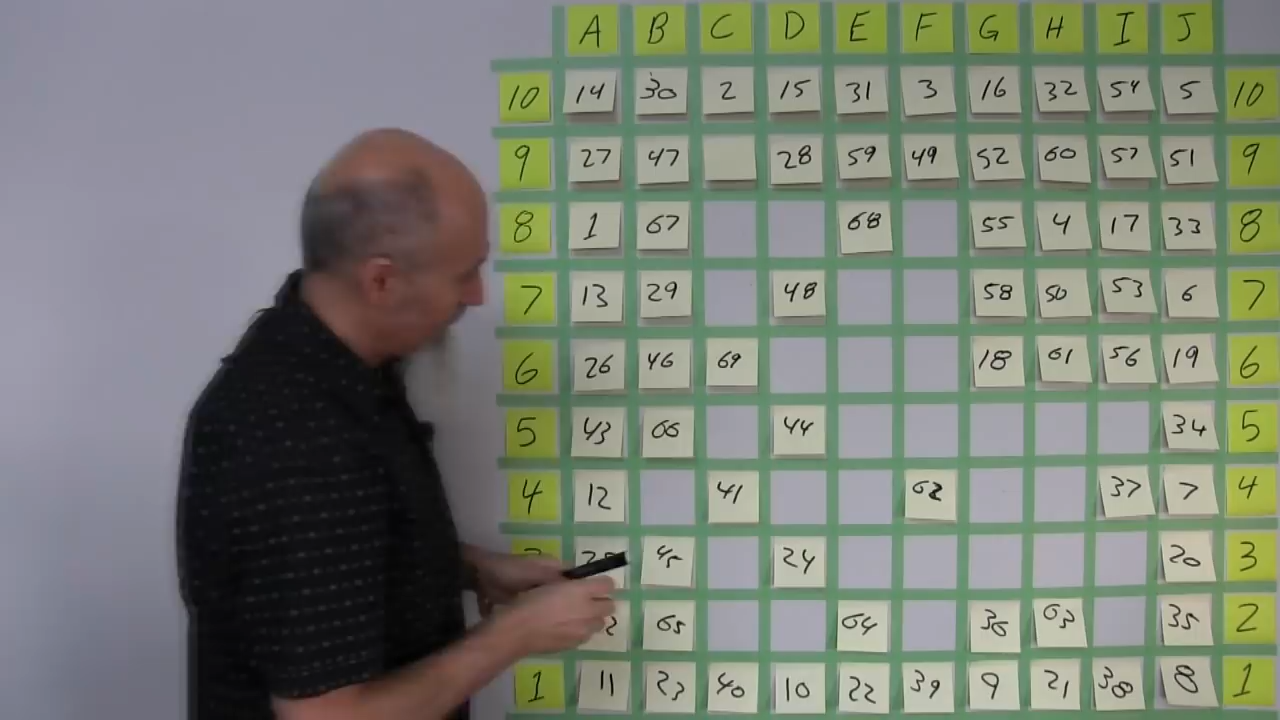 A B C D E F G H I J
10 14 30 2 15 31 3 16 32 54 5 10
9 27 47 28 59 49 52 60 57 51 9
8 1 67 68 55 4 17 33 8
7 13 29 48 58 50 53 6 7
6 26 46 69 18 61 56 19 6
5 43 66 44 34 5
4 12 41 62 37 7 4
45 24 20 3
65 64 36 63 35 2
1 11 23 40 10 22 39 9 21 38 8 1